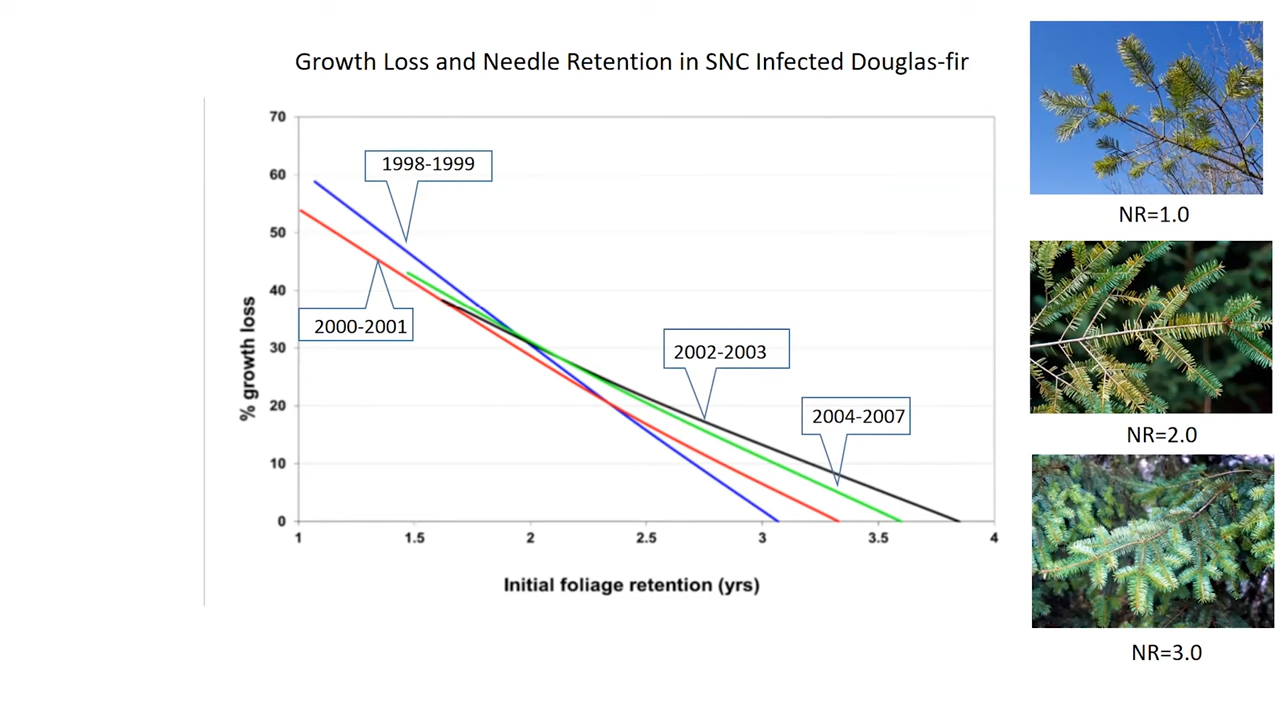 Growth Loss and Needle Retention in SNC Infected Douglas-fir
70
60
50
40
30
20
10
0
% growth loss
1998-1999
2000-2001
2002-2003
2004-2007
1 1.5 2 2.5 3 3.5 4
Initial foliage retention (yrs)
NR=1.0
NR=2.0
NR=3.0